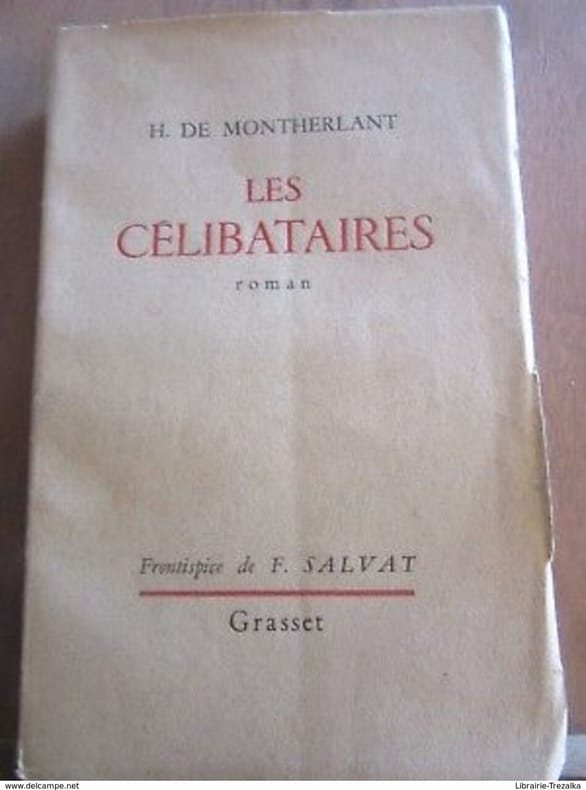 H. DE MONTHERLANT
LES
CÉLIBATAIRES
roman
Frontispice de F. SALVAT
Grasset
www.delcampe.net
Librairie-Trezalka